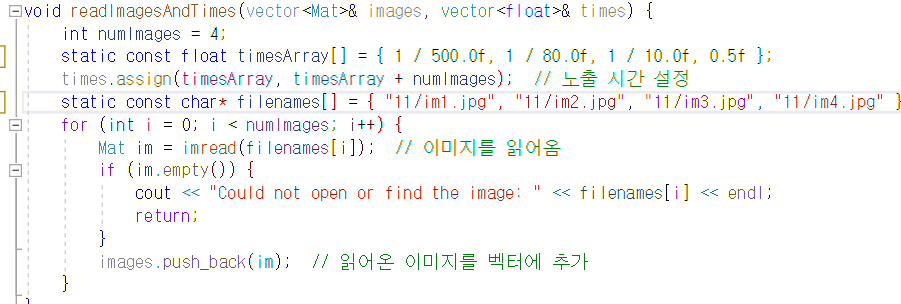 void readImagesAndTimes(vector<Mat>& images, vector<float>& times) {
int numImages = 4;
static const float timesArray[] = { 1 / 500.0f, 1 / 80.0f, 1 / 10.0f, 0.5f };
times.assign(timesArray, timesArray + numImages);  // 노출 시간 설정
static const char* filenames[] = { "11/im1.jpg", "11/im2.jpg", "11/im3.jpg", "11/im4.jpg" }
for (int i = 0; i < numImages; i++) {
Mat im = imread(filenames[i]);  // 이미지를 읽어옴
if (im.empty()) {
cout << "Could not open or find the image: " << filenames[i] << endl;
return;
}
images.push_back(im);  // 읽어온 이미지를 벡터에 추가
}
}